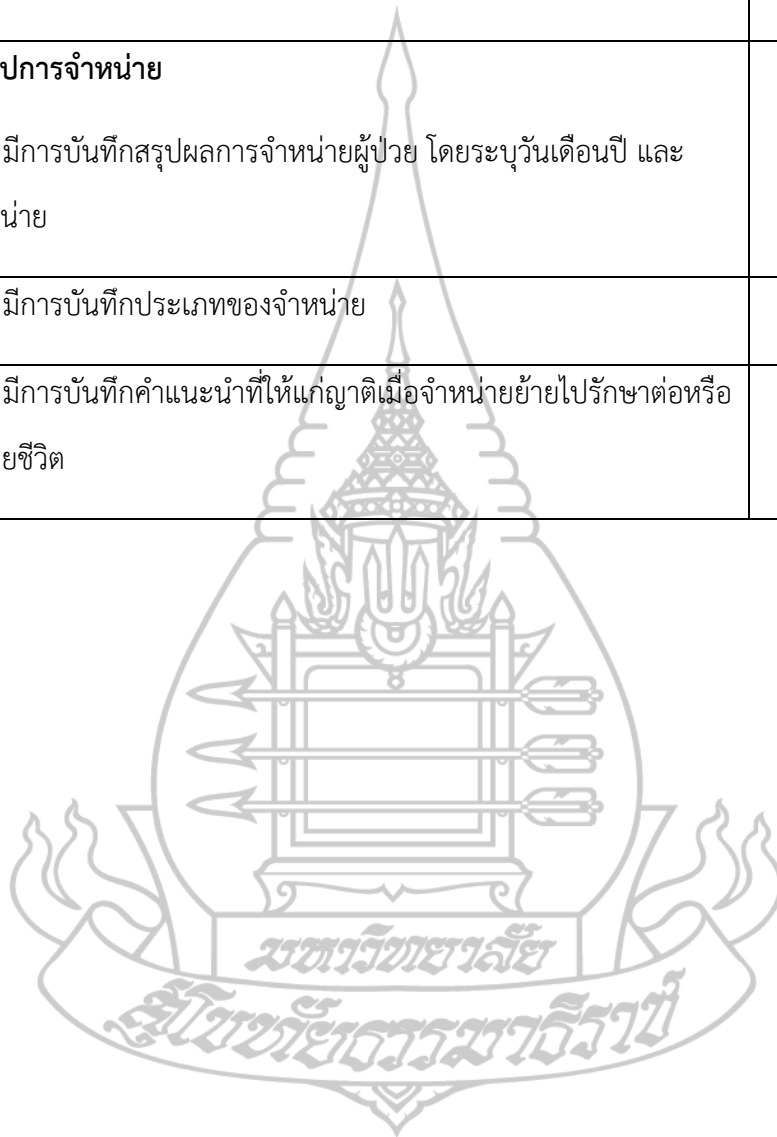 ปการจำหน่าย
มีการบันทึกสรุปผลการจำหน่ายผู้ป่วย โดยระบุวันเดือนปี และ
น่าย
มีการบันทึกประเภทของจำหน่าย
มีการบันทึกคำแนะนำที่ให้แก่ญาติเมื่อจำหน่ายย้ายไปรักษาต่อหรือ
ยชีวิต
มหาวิทยาลัย
สุโขทัยธรรมาธิราช